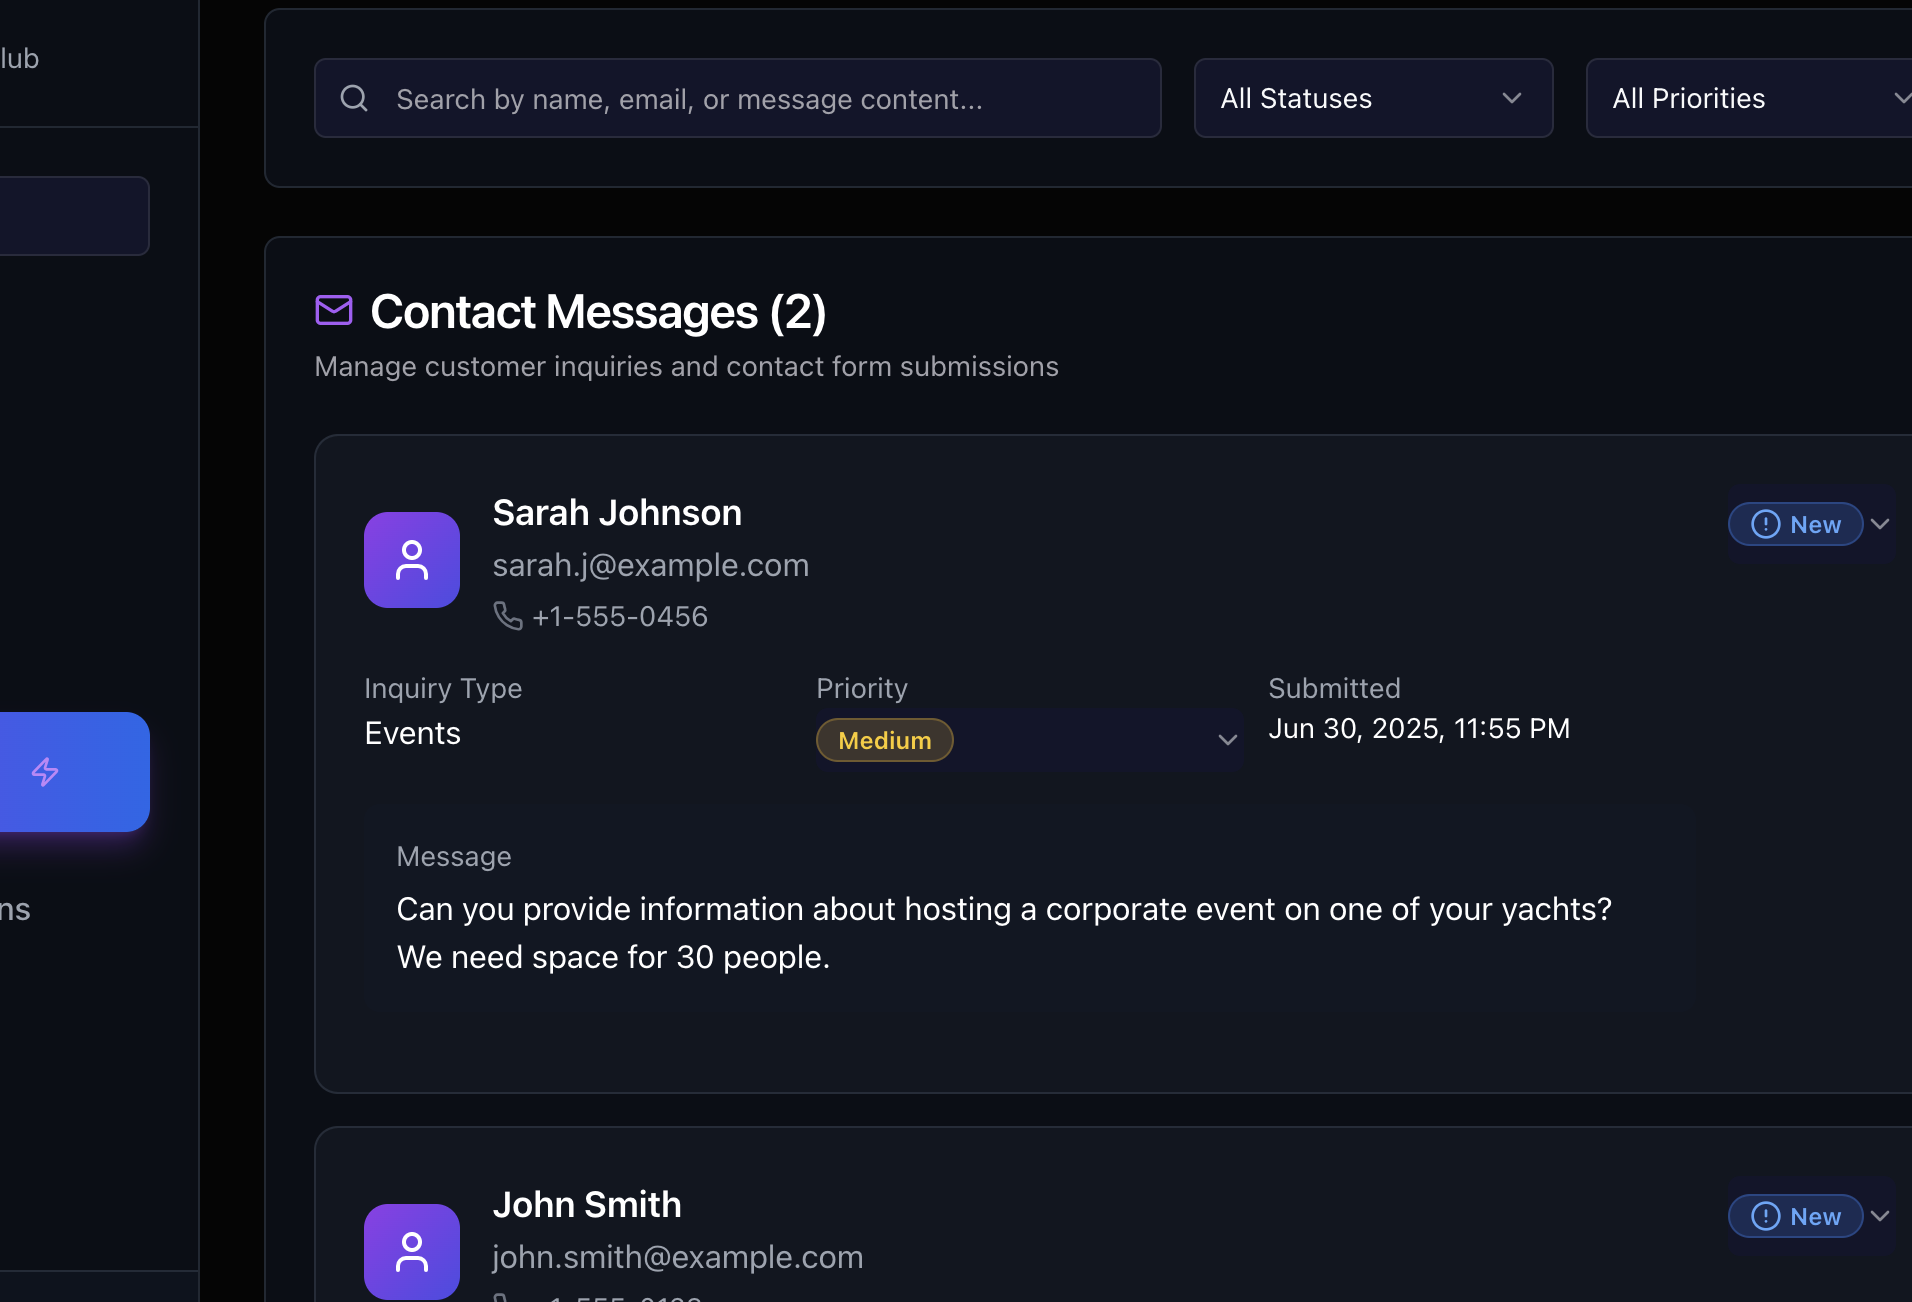 Search by name, email, or message content...
All Statuses
All Priorities
Contact Messages (2)
Manage customer inquiries and contact form submissions
Sarah Johnson
sarah.j@example.com
+1-555-0456
New
Inquiry Type
Events
Priority
Medium
Submitted
Jun 30, 2025, 11:55 PM
Message
Can you provide information about hosting a corporate event on one of your yachts?
We need space for 30 people.
John Smith
john.smith@example.com
New